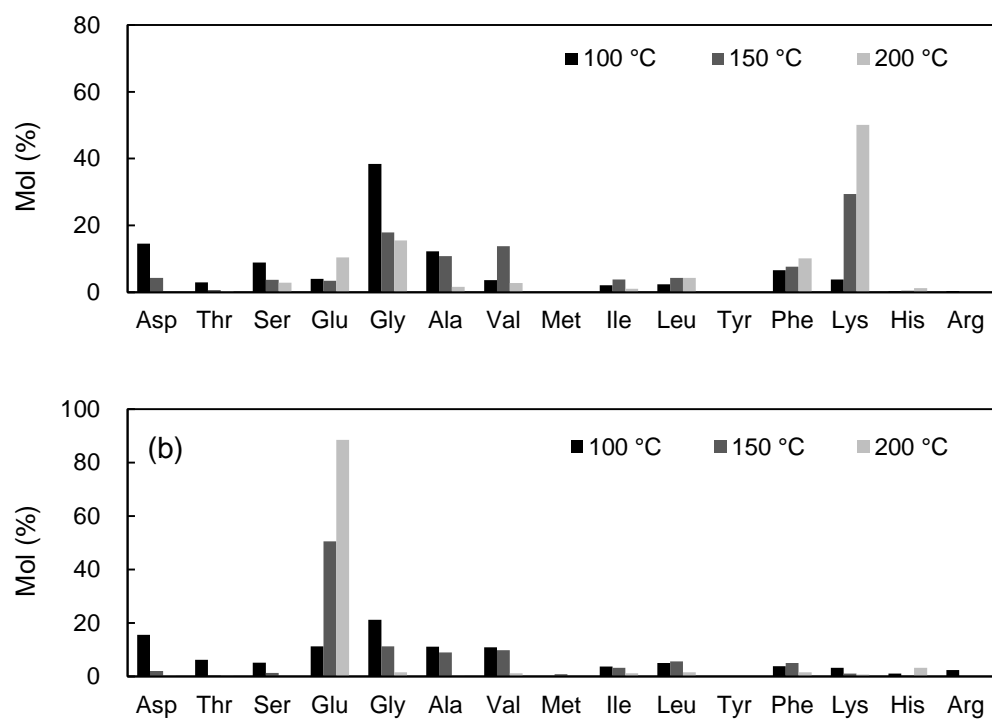 80
60
40
20
0
Mol (%)
100 °C 150 °C 200 °C
Asp Thr Ser Glu Gly Ala Val Met Ile Leu Tyr Phe Lys His Arg
100
80
60
40
20
0
Mol (%)
(b)
100 °C 150 °C 200 °C
Asp Thr Ser Glu Gly Ala Val Met Ile Leu Tyr Phe Lys His Arg